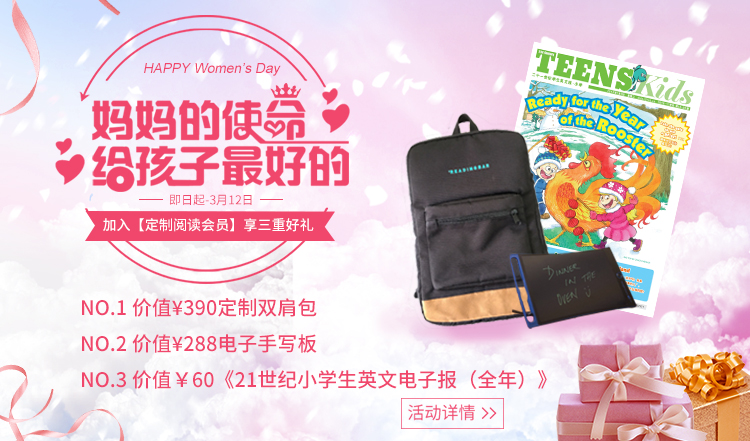 HAPPY Women's Day
妈妈的使命
给孩子最好的
即日起-3月12日
加入【定制阅读会员】享三重好礼
NO.1 价值¥390定制双肩包
NO.2 价值¥288电子手写板
NO.3 价值￥60《21世纪小学生英文电子报（全年）》
活动详情 >>
READINGBAR
TEENS Kids
Ready for the Year
of the Rooster
DINNER
IN THE
OVEN U